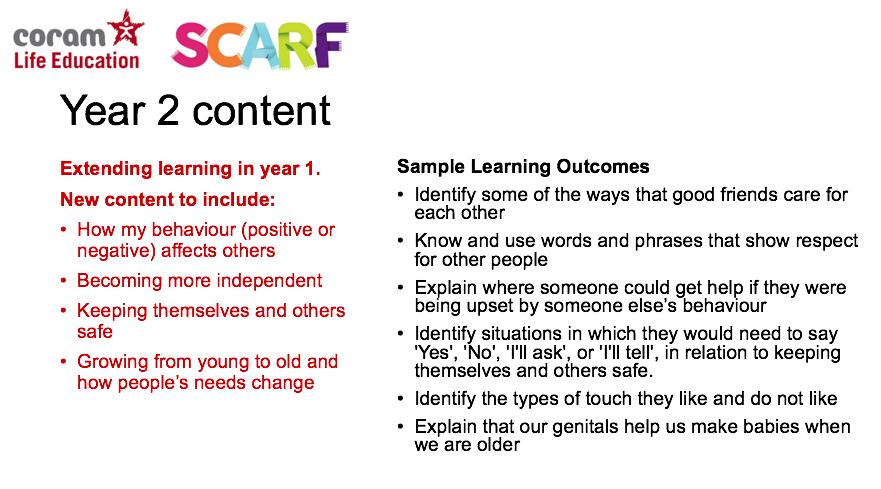 coram
Life Education
SCARF
Year 2 content
Extending learning in year 1.
New content to include:
• How my behaviour (positive or
negative) affects others
• Becoming more independent
• Keeping themselves and others
safe
• Growing from young to old and
how people’s needs change
Sample Learning Outcomes
• Identify some of the ways that good friends care for
each other
• Know and use words and phrases that show respect
for other people
• Explain where someone could get help if they were
being upset by someone else’s behaviour
• Identify situations in which they would need to say
'Yes', 'No', 'I'll ask', or 'I'll tell', in relation to keeping
themselves and others safe.
• Identify the types of touch they like and do not like
• Explain that our genitals help us make babies when
we are older